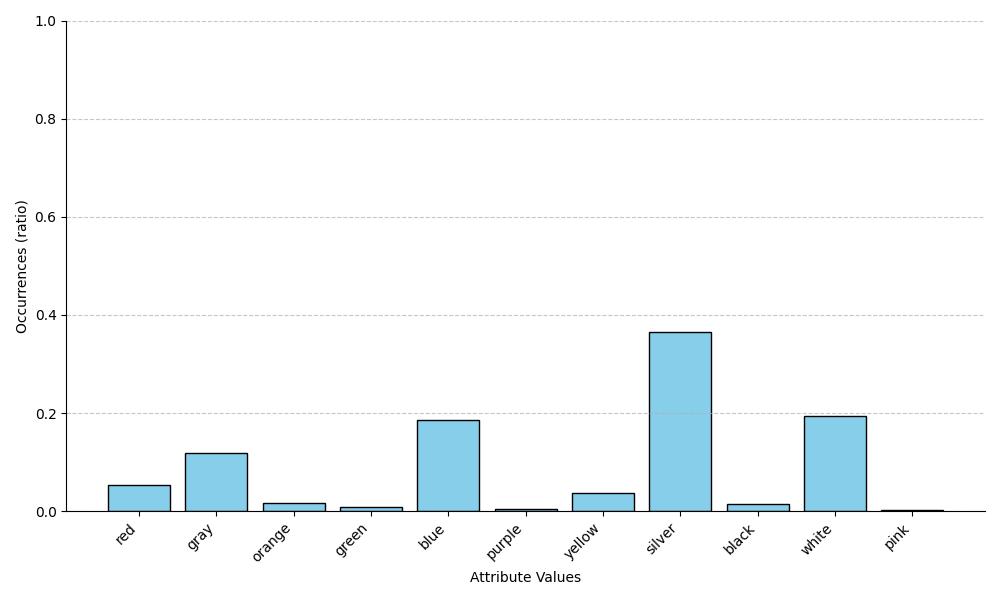 1.0
0.8
0.6
0.4
0.2
0.0
Occurrences (ratio)
red
gray
orange
green
blue
purple
yellow
silver
black
white
pink
Attribute Values